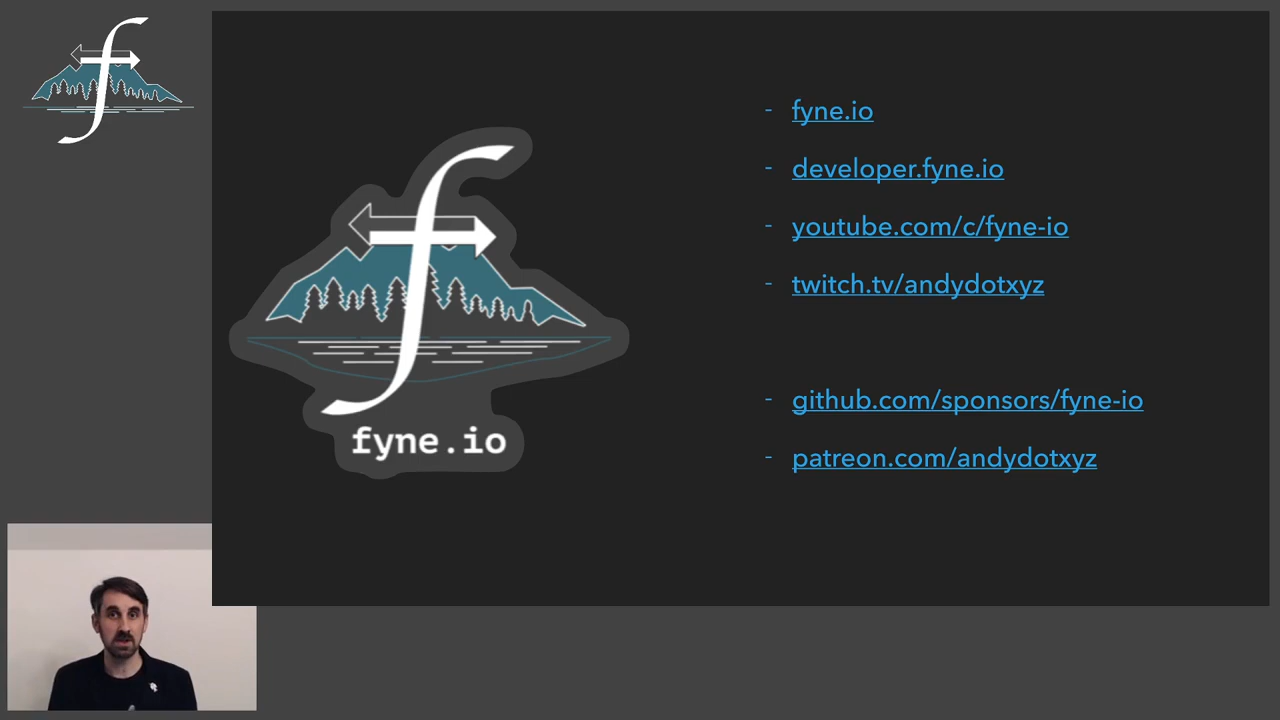 fyne.io
- fyne.io
- developer.fyne.io
- youtube.com/c/fyne-io
- twitch.tv/andydotxyz
- github.com/sponsors/fyne-io
- patreon.com/andydotxyz